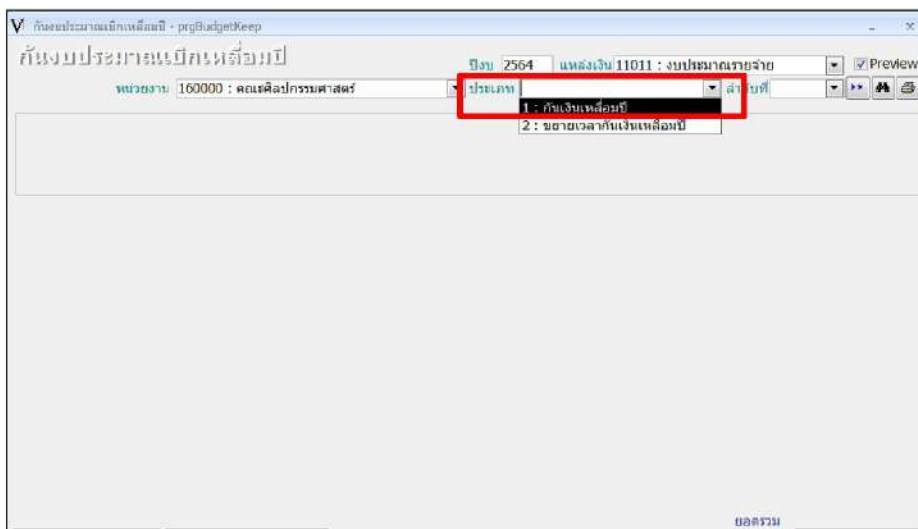 กันงบประมาณเบิกเหลื่อมปี - prgBudgetKeep
กันงบประมาณเบิกเหลื่อมปี
ปีงบ 2564 แหล่งเงิน 11011 : งบประมาณรายจ่าย Preview
หน่วยงาน 160000 : คณะศิลปกรรมศาสตร์ ประเภท ลำดับที่
1 : กันเงินเหลื่อมปี
2 : ขยายเวลากันเงินเหลื่อมปี
ยอดรวม